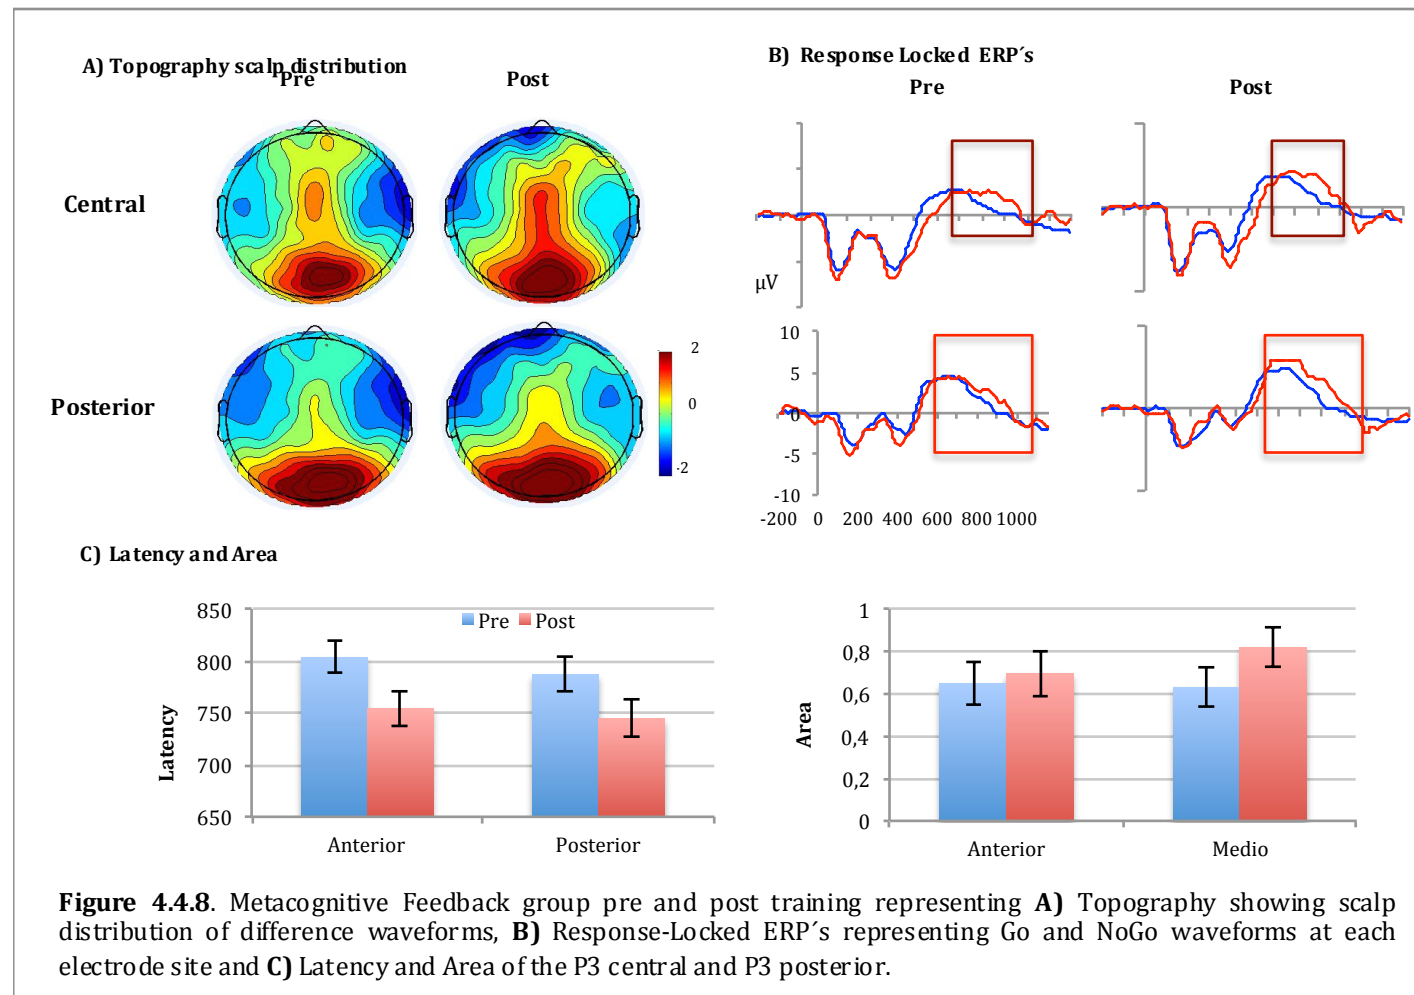 A) Topography scalp distribution
Pre
Post
Central
Posterior
2
0
-2
B) Response Locked ERP´s
Pre
Post
μV
10
5
0
-5
-10
-200 0 200 400 600 800 1000
C) Latency and Area
850
800
750
700
650
Latency
Pre Post
Anterior Posterior
1
0,8
0,6
0,4
0,2
0
Area
Anterior Medio
Figure 4.4.8. Metacognitive Feedback group pre and post training representing A) Topography showing scalp
distribution of difference waveforms, B) Response-Locked ERP's representing Go and NoGo waveforms at each
electrode site and C) Latency and Area of the P3 central and P3 posterior.